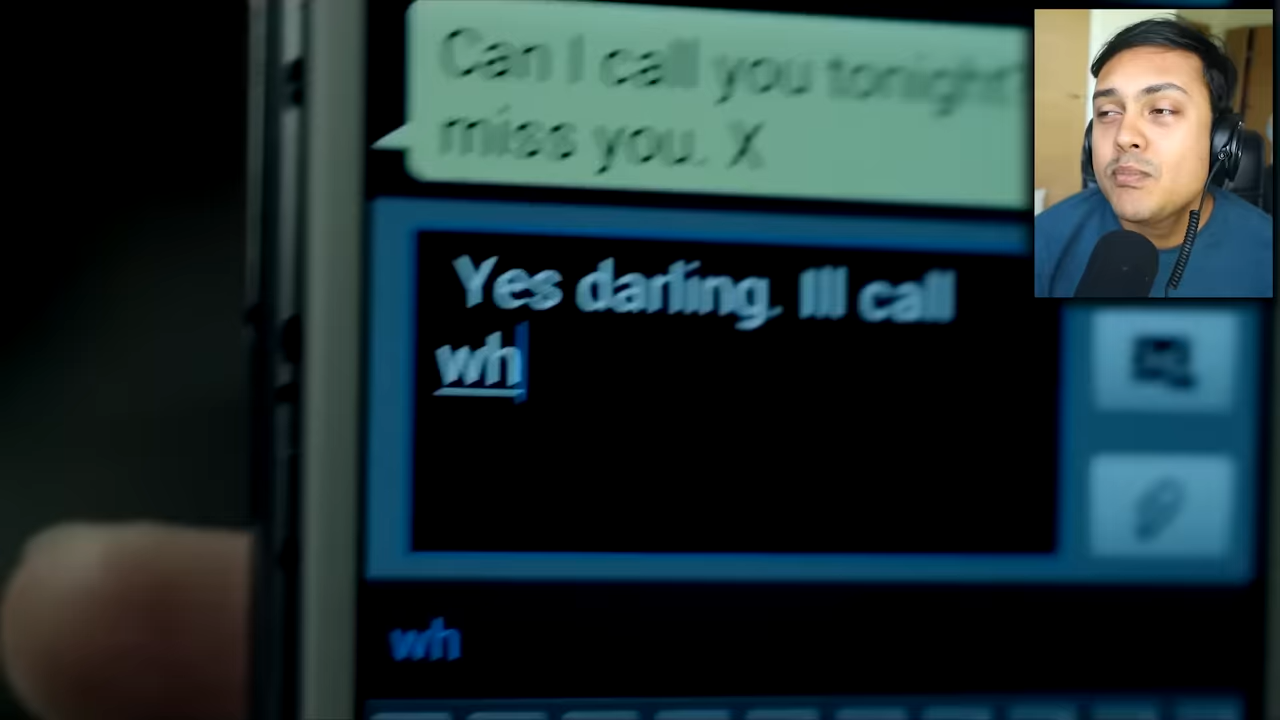 Can I call you tonight?
miss you. X
Yes darling. Ill call
wh
wh